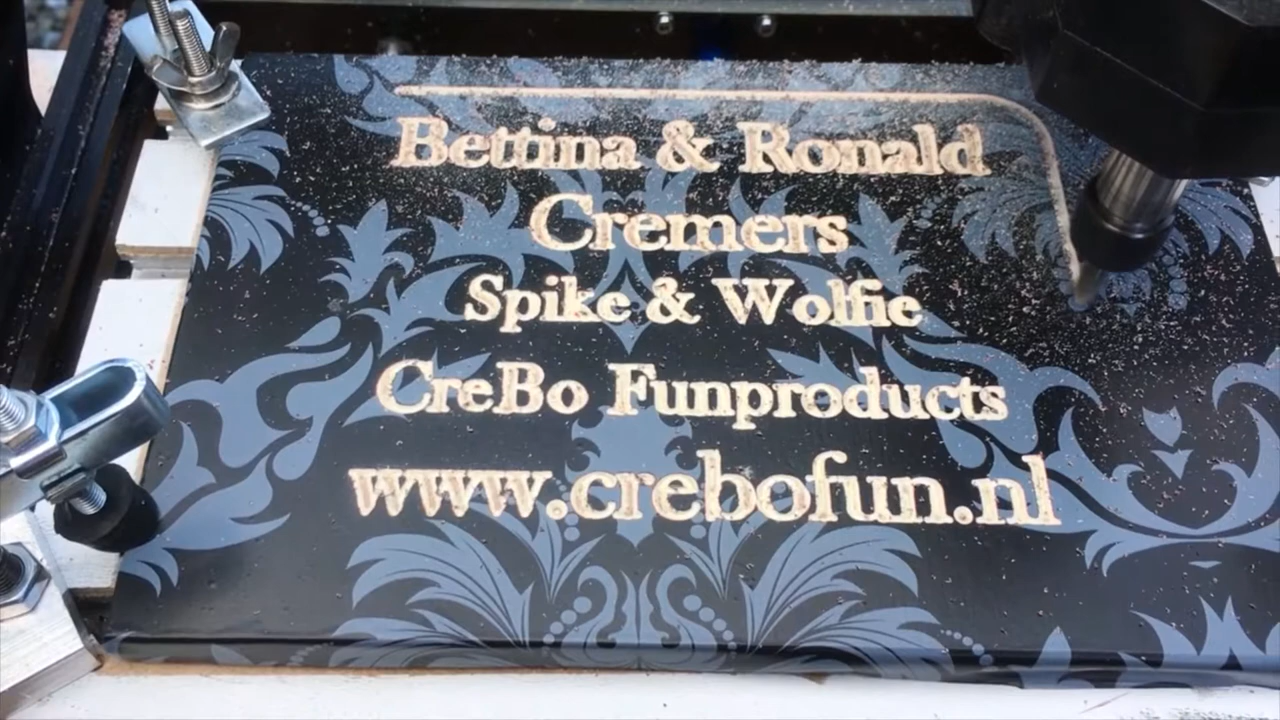 Bettina & Ronald
Cremers
Spike & Wolfie
CreBo Funproducts
www.crebofun.nl